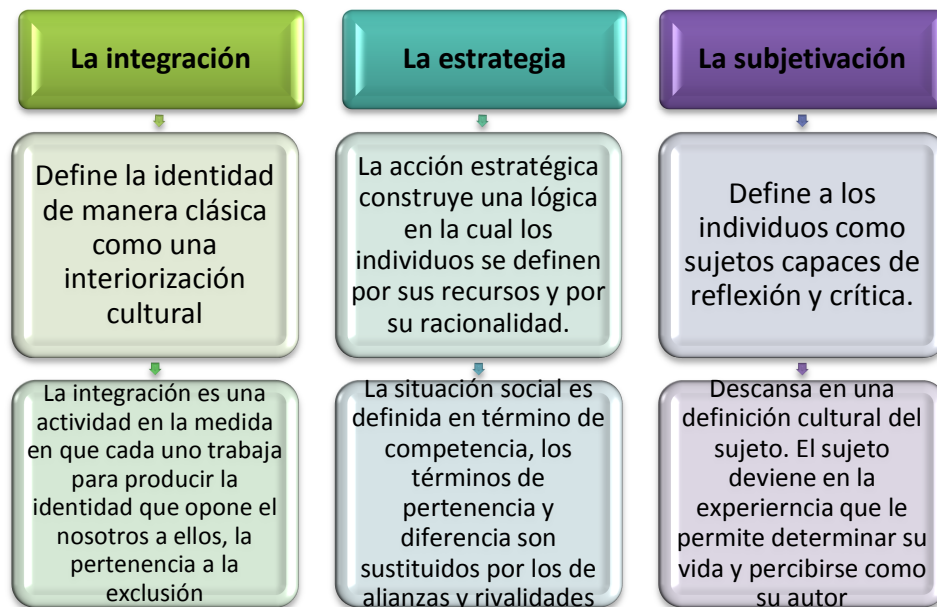 La integración
Define la identidad
de manera clásica
como una
interiorización
cultural
La integración es una
actividad en la medida
en que cada uno trabaja
para producir la
identidad que opone el
nosotros a ellos, la
pertenencia a la
exclusión
La estrategia
La acción estratégica
construye una lógica
en la cual los
individuos se definen
por sus recursos y por
su racionalidad.
La situación social es
definida en término de
competencia, los
términos de
pertenencia y
diferencia son
sustituidos por los de
alianzas y rivalidades
La subjetivación
Define a los
individuos como
sujetos capaces de
reflexión y crítica.
Descansa en una
definición cultural del
sujeto. El sujeto
deviene en la
experierncia que le
permite determinar su
vida y percibirse como
su autor